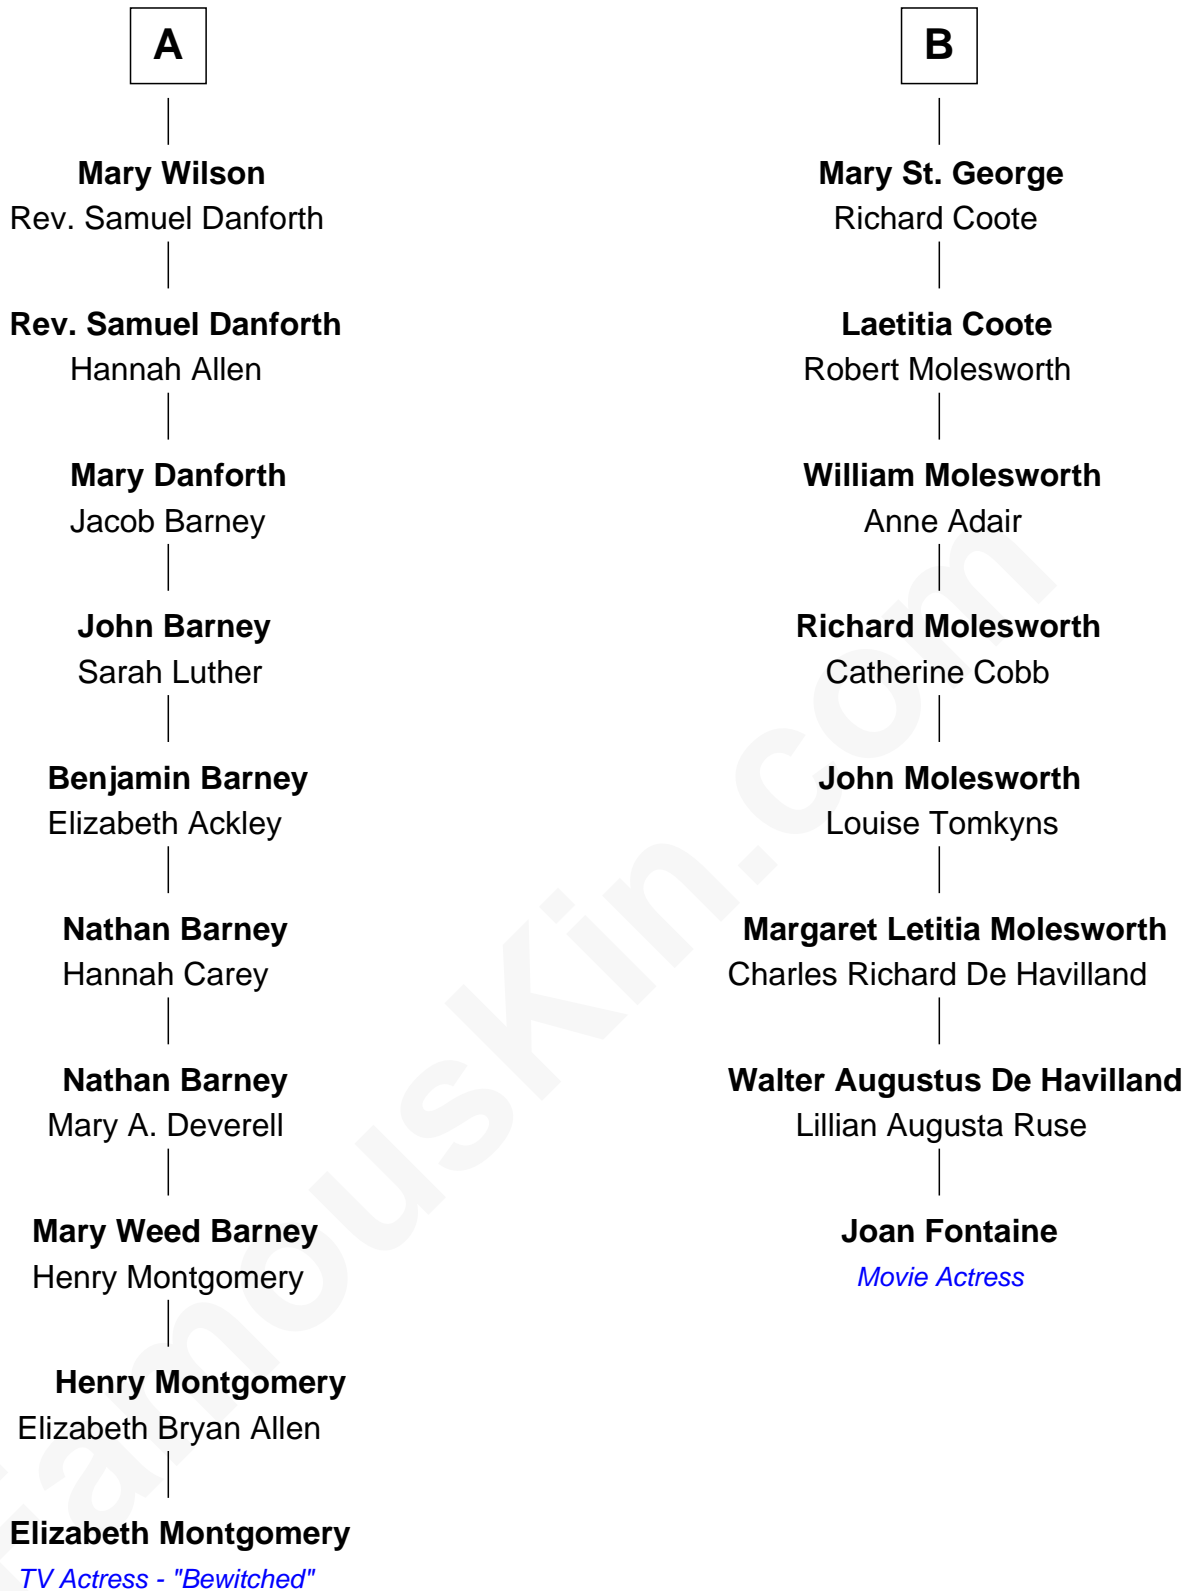 A
Mary Wilson
Rev. Samuel Danforth
Rev. Samuel Danforth
Hannah Allen
Mary Danforth
Jacob Barney
John Barney
Sarah Luther
Benjamin Barney
Elizabeth Ackley
Nathan Barney
Hannah Carey
Nathan Barney
Mary A. Deverell
Mary Weed Barney
Henry Montgomery
Henry Montgomery
Elizabeth Bryan Allen
Elizabeth Montgomery
TV Actress - "Bewitched"
B
Mary St. George
Richard Coote
Laetitia Coote
Robert Molesworth
William Molesworth
Anne Adair
Richard Molesworth
Catherine Cobb
John Molesworth
Louise Tomkyns
Margaret Letitia Molesworth
Charles Richard De Havilland
Walter Augustus De Havilland
Lillian Augusta Ruse
Joan Fontaine
Movie Actress
FamousKin.com